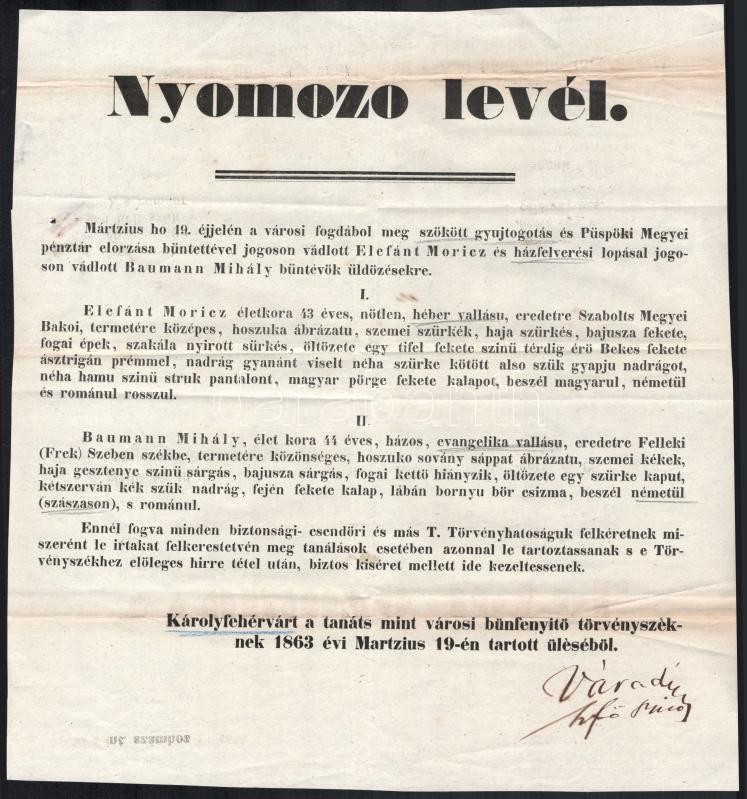 Nyomozo levél.
Mártzius ho 19. éjjelén a városi fogdából meg szökött gyujtogotás és Püspöki Megyei
pénztár elorzása büntettével jogoson vádlott Elefánt Moricz és házfelverési lopásal jogo-
son vádlott Baumann Mihály büntévök üldözésekre.
I.
Elefánt Moricz életkora 43 éves, nötlen, héber vallásu, eredetre Szabolts Megyei
Bakoi, termetére középes, hoszuka ábrázatu, szemei szürkék, haja szürkés, bajusza fekete,
fogai épek, szakála nyirott sürkés, öltözete egy tifel fekete szinü térdig érö Bekes fekete
ásztrigán prémmel, nadrág gyanánt viselt néha szürke kötött also szük gyapju nadrágot,
néha hamu szinü struk pantalont, magyar pörge fekete kalapot, beszél magyarul, németül
és románul rosszul.
II.
Baumann Mihály, élet kora 44 éves, házos, evangelika vallásu, eredetre Felleki
(Frek) Szeben székbe, termetére közönséges, hoszuko sovány sáppat ábrázatu, szemei kékek,
haja gesztenye szinü sárgás, bajusza sárgás, fogai kettö hiányzik, öltözete egy szürke kaput,
kétszerván kék szük nadrág, fején fekete kalap, lábán bornyu bör csizma, beszél németül
(szászason), s románul.
Ennél fogva minden biztonsági- csendöri és más T. Törvényhatoságuk felkéretnek mi-
szerént le irtakat felkerestetvén meg tanálások esetében azonnal le tartoztassanak s e Tör-
vényszékhez elöleges hirre tétel után, biztos kiséret mellett ide kezeltessenek.
Károlyfehérvárt a tanáts mint városi bünfenyitö törvényszèk-
nek 1863 évi Martzius 19-én tartott ülèséböl.
Váradi
darabanth